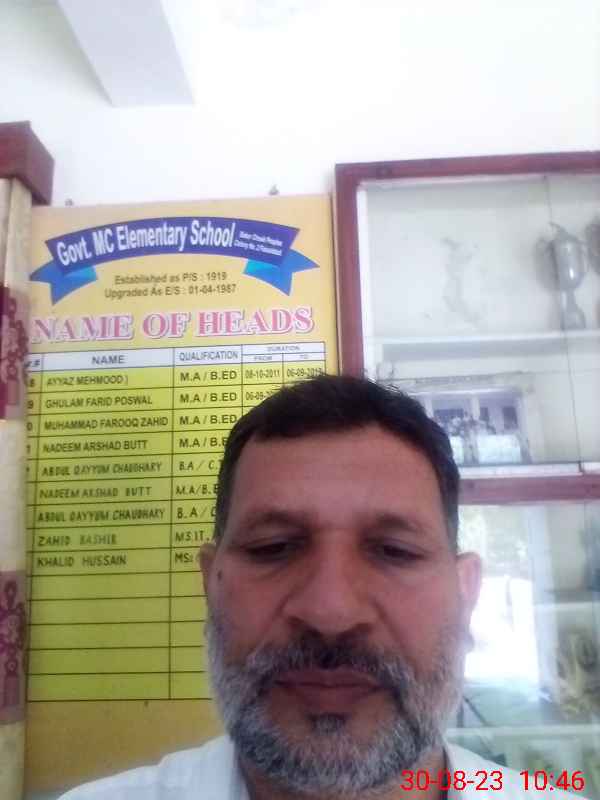 Govt. MC Elementary School
Established as P/S : 1919
Upgraded As E/S : 01-04-1987
NAME OF HEADS
NAME QUALIFICATION DURATION
FROM TO
8 AYYAZ MEHMOOD ) M.A / B.ED 08-10-2011
9 GHULAM FARID POSWAL M.A / B.ED
MUHAMMAD FAROOQ ZAHID M.A / B.ED
NADEEM ARSHAD BUTT M.A / B.E
ABDUL QAYYUM CHAUDHARY B.A / C.
NADEEM ARSHAD BUTT M.A/B.E
ABDUL QAYYUM CHAUDHARY B.A / C
ZAHID BASHIR M.S.IT.
KHALID HUSSAIN
30-08-23 10:46